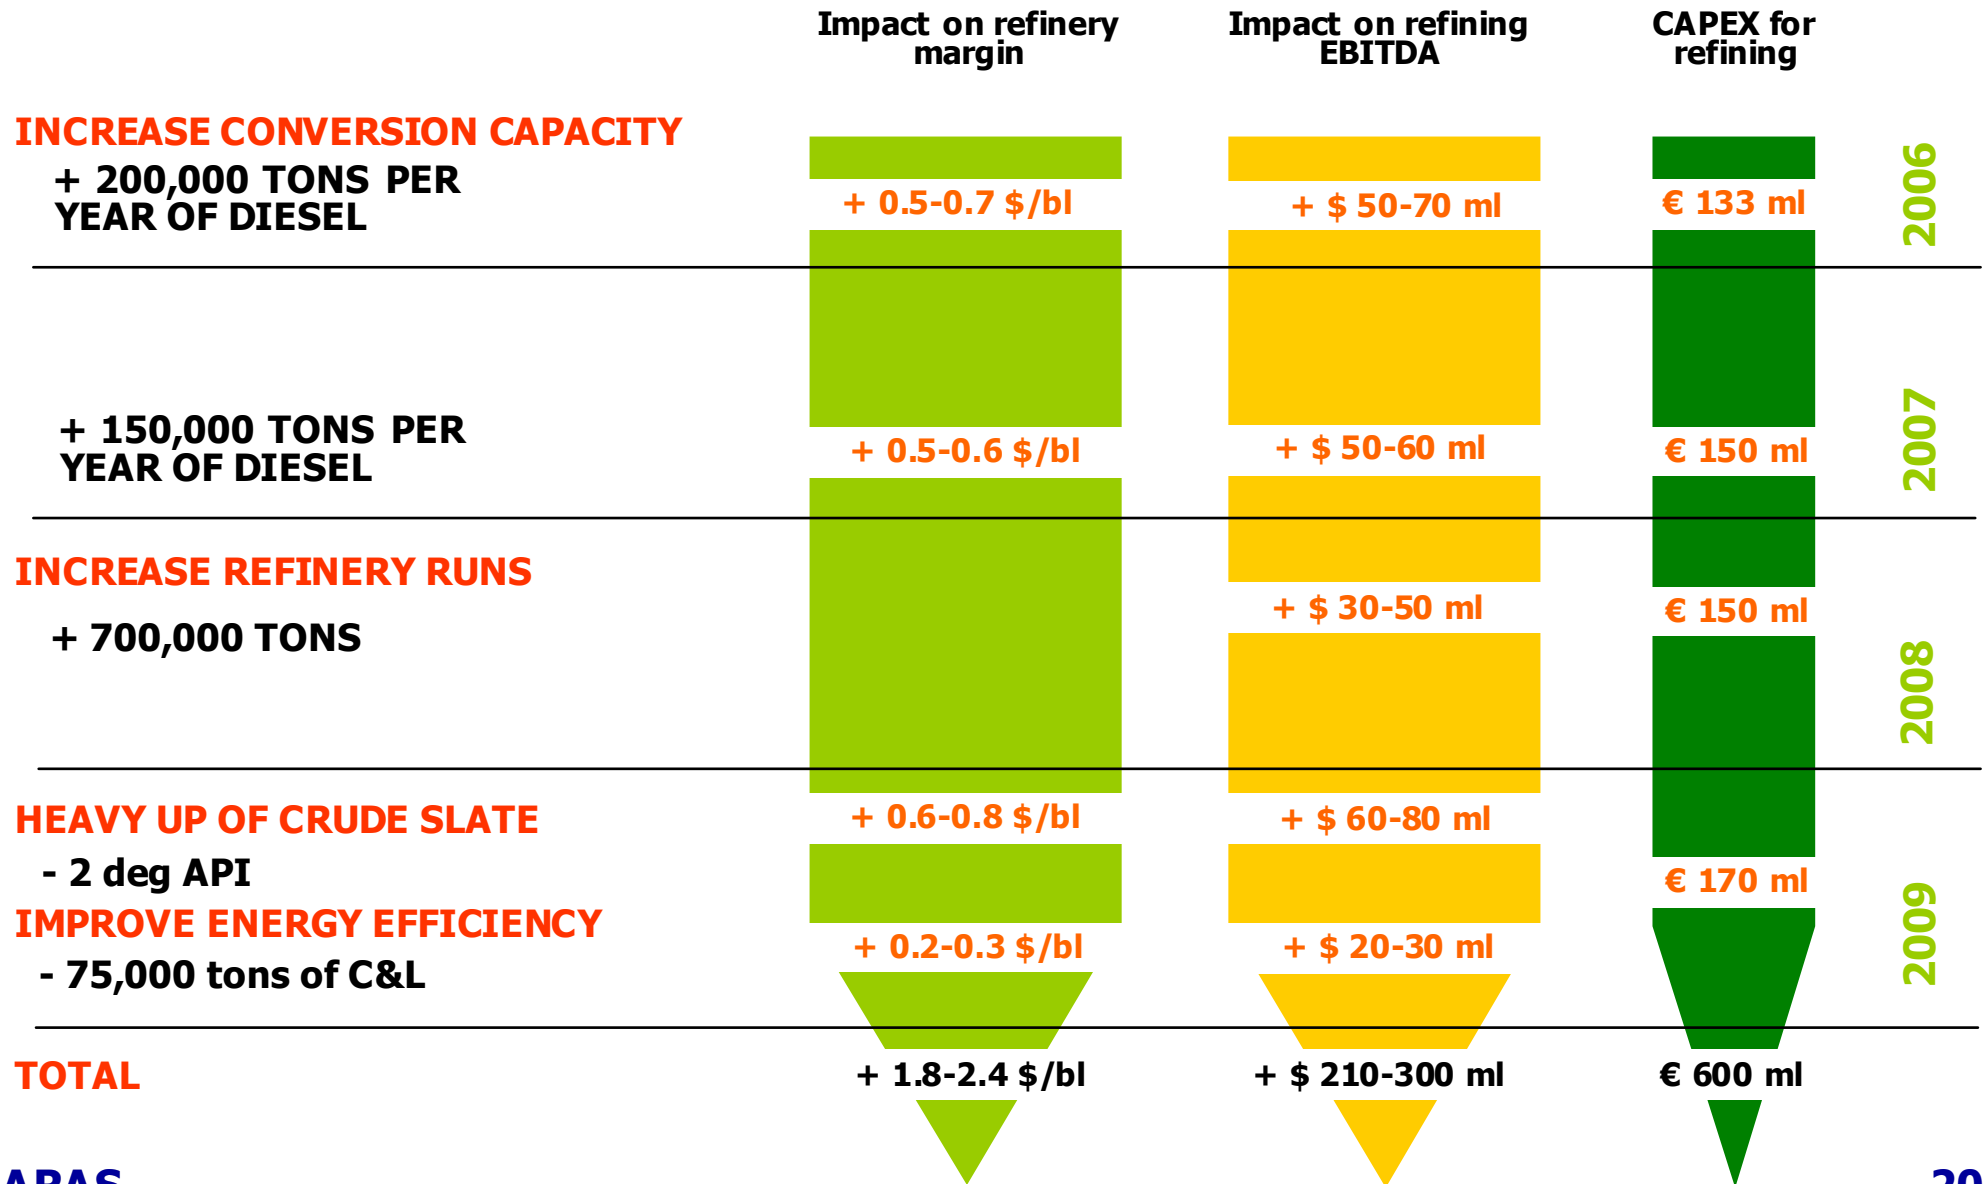 Impact on refinery
margin
Impact on refining
EBITDA
CAPEX for
refining
INCREASE CONVERSION CAPACITY
+ 200,000 TONS PER
YEAR OF DIESEL
+ 0.5-0.7 $/bl
+ $ 50-70 ml
€ 133 ml
2006
+ 150,000 TONS PER
YEAR OF DIESEL
+ 0.5-0.6 $/bl
+ $ 50-60 ml
€ 150 ml
2007
INCREASE REFINERY RUNS
+ 700,000 TONS
+ $ 30-50 ml
€ 150 ml
2008
HEAVY UP OF CRUDE SLATE
- 2 deg API
+ 0.6-0.8 $/bl
+ $ 60-80 ml
€ 170 ml
IMPROVE ENERGY EFFICIENCY
- 75,000 tons of C&L
+ 0.2-0.3 $/bl
+ $ 20-30 ml
2009
TOTAL
+ 1.8-2.4 $/bl
+ $ 210-300 ml
€ 600 ml
20